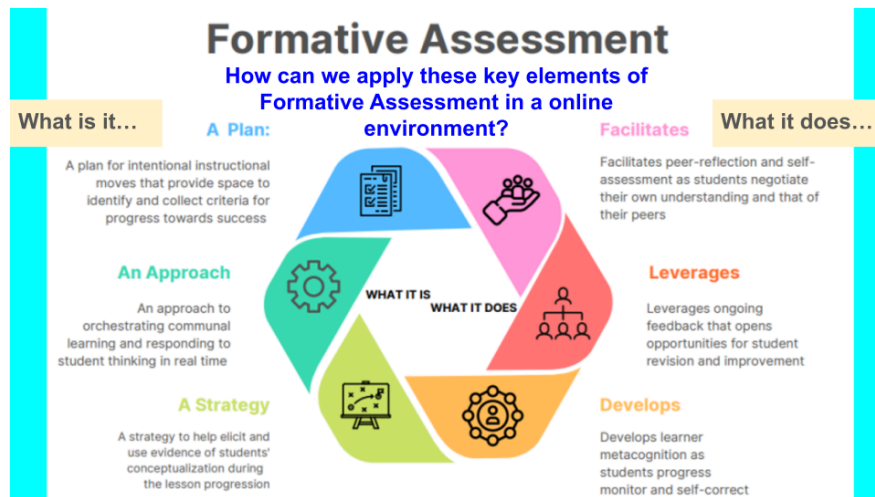 Formative Assessment
How can we apply these key elements of
Formative Assessment in a online
environment?
What is it...
What it does...
A Plan:
A plan for intentional instructional
moves that provide space to
identify and collect criteria for
progress towards success
An Approach
An approach to
orchestrating communal
learning and responding to
student thinking in real time
A Strategy
A strategy to help elicit and
use evidence of students'
conceptualization during
the lesson progression
WHAT IT IS
WHAT IT DOES
Facilitates
Facilitates peer-reflection and self-
assessment as students negotiate
their own understanding and that of
their peers
Leverages
Leverages ongoing
feedback that opens
opportunities for student
revision and improvement
Develops
Develops learner
metacognition as
students progress
monitor and self-correct